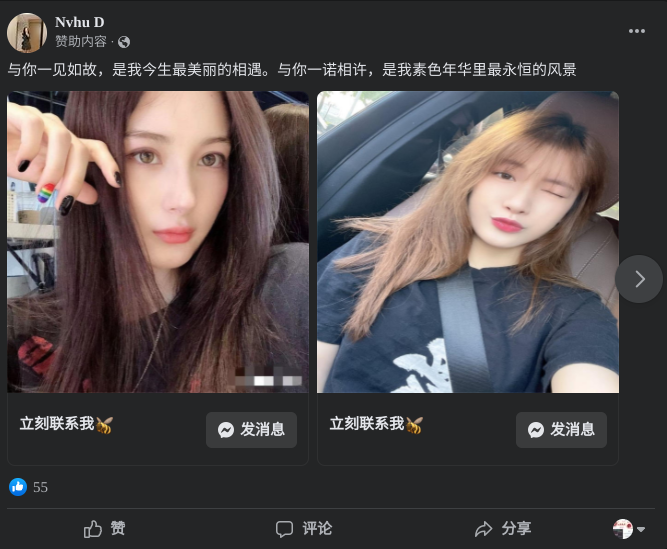 Nvhu D
赞助内容 ·
与你一见如故，是我今生最美丽的相遇。与你一诺相许，是我素色年华里最永恒的风景
立刻联系我🐝 发消息
立刻联系我🐝 发消息
55
赞 评论 分享